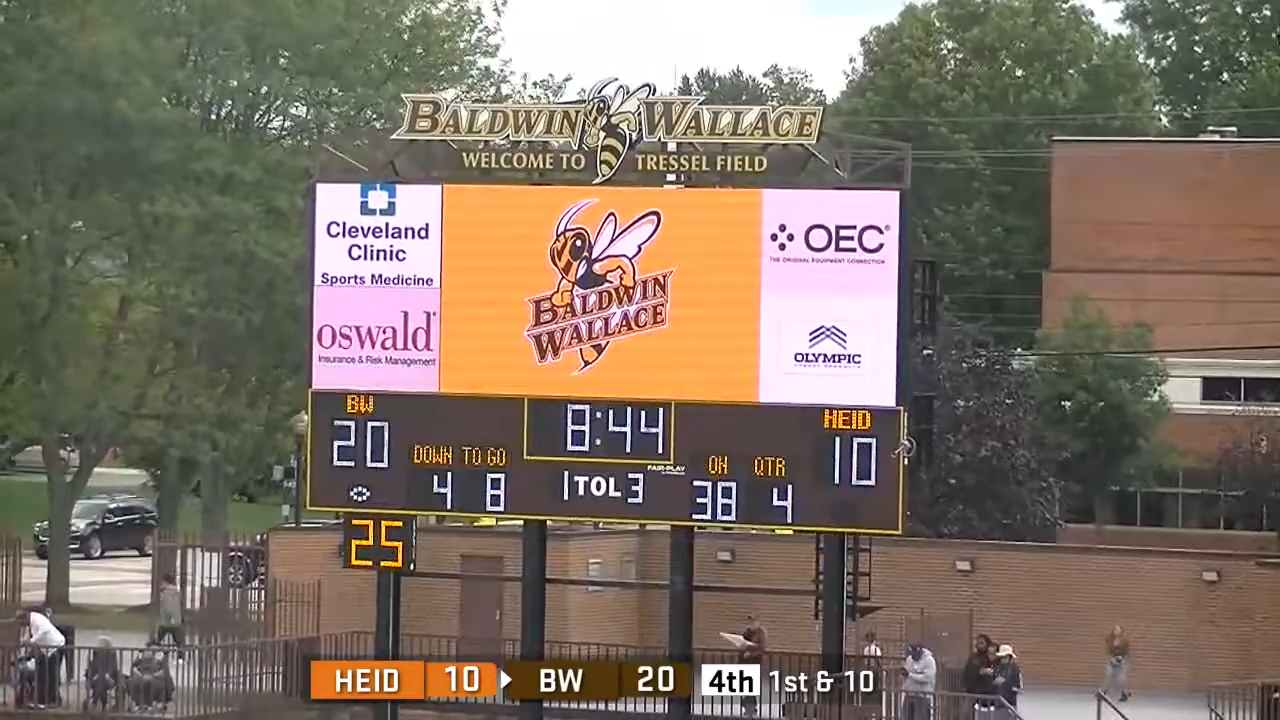 BALDWIN WALLACE
WELCOME TO TRESSEL FIELD
Cleveland
Clinic
Sports Medicine
oswald
Insurance & Risk Management
BALDWIN
WALLACE
OEC
THE ORIGINAL EQUIPMENT CONNECTION
OLYMPIC
BW
20
DOWN TO GO
4 8
8:44
FAIR-PLAY
1 TOL 3
ON QTR
38 4
HEID
10
25
HEID 10 BW 20 4th 1st & 10